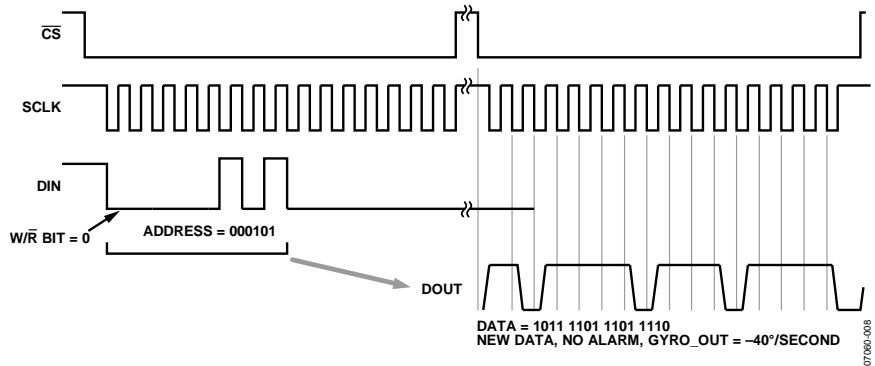 CS
SCLK
DIN
W/R BIT = 0
ADDRESS = 000101
DOUT
DATA = 1011 1101 1101 1110
NEW DATA, NO ALARM, GYRO_OUT = –40°/SECOND
07060-008